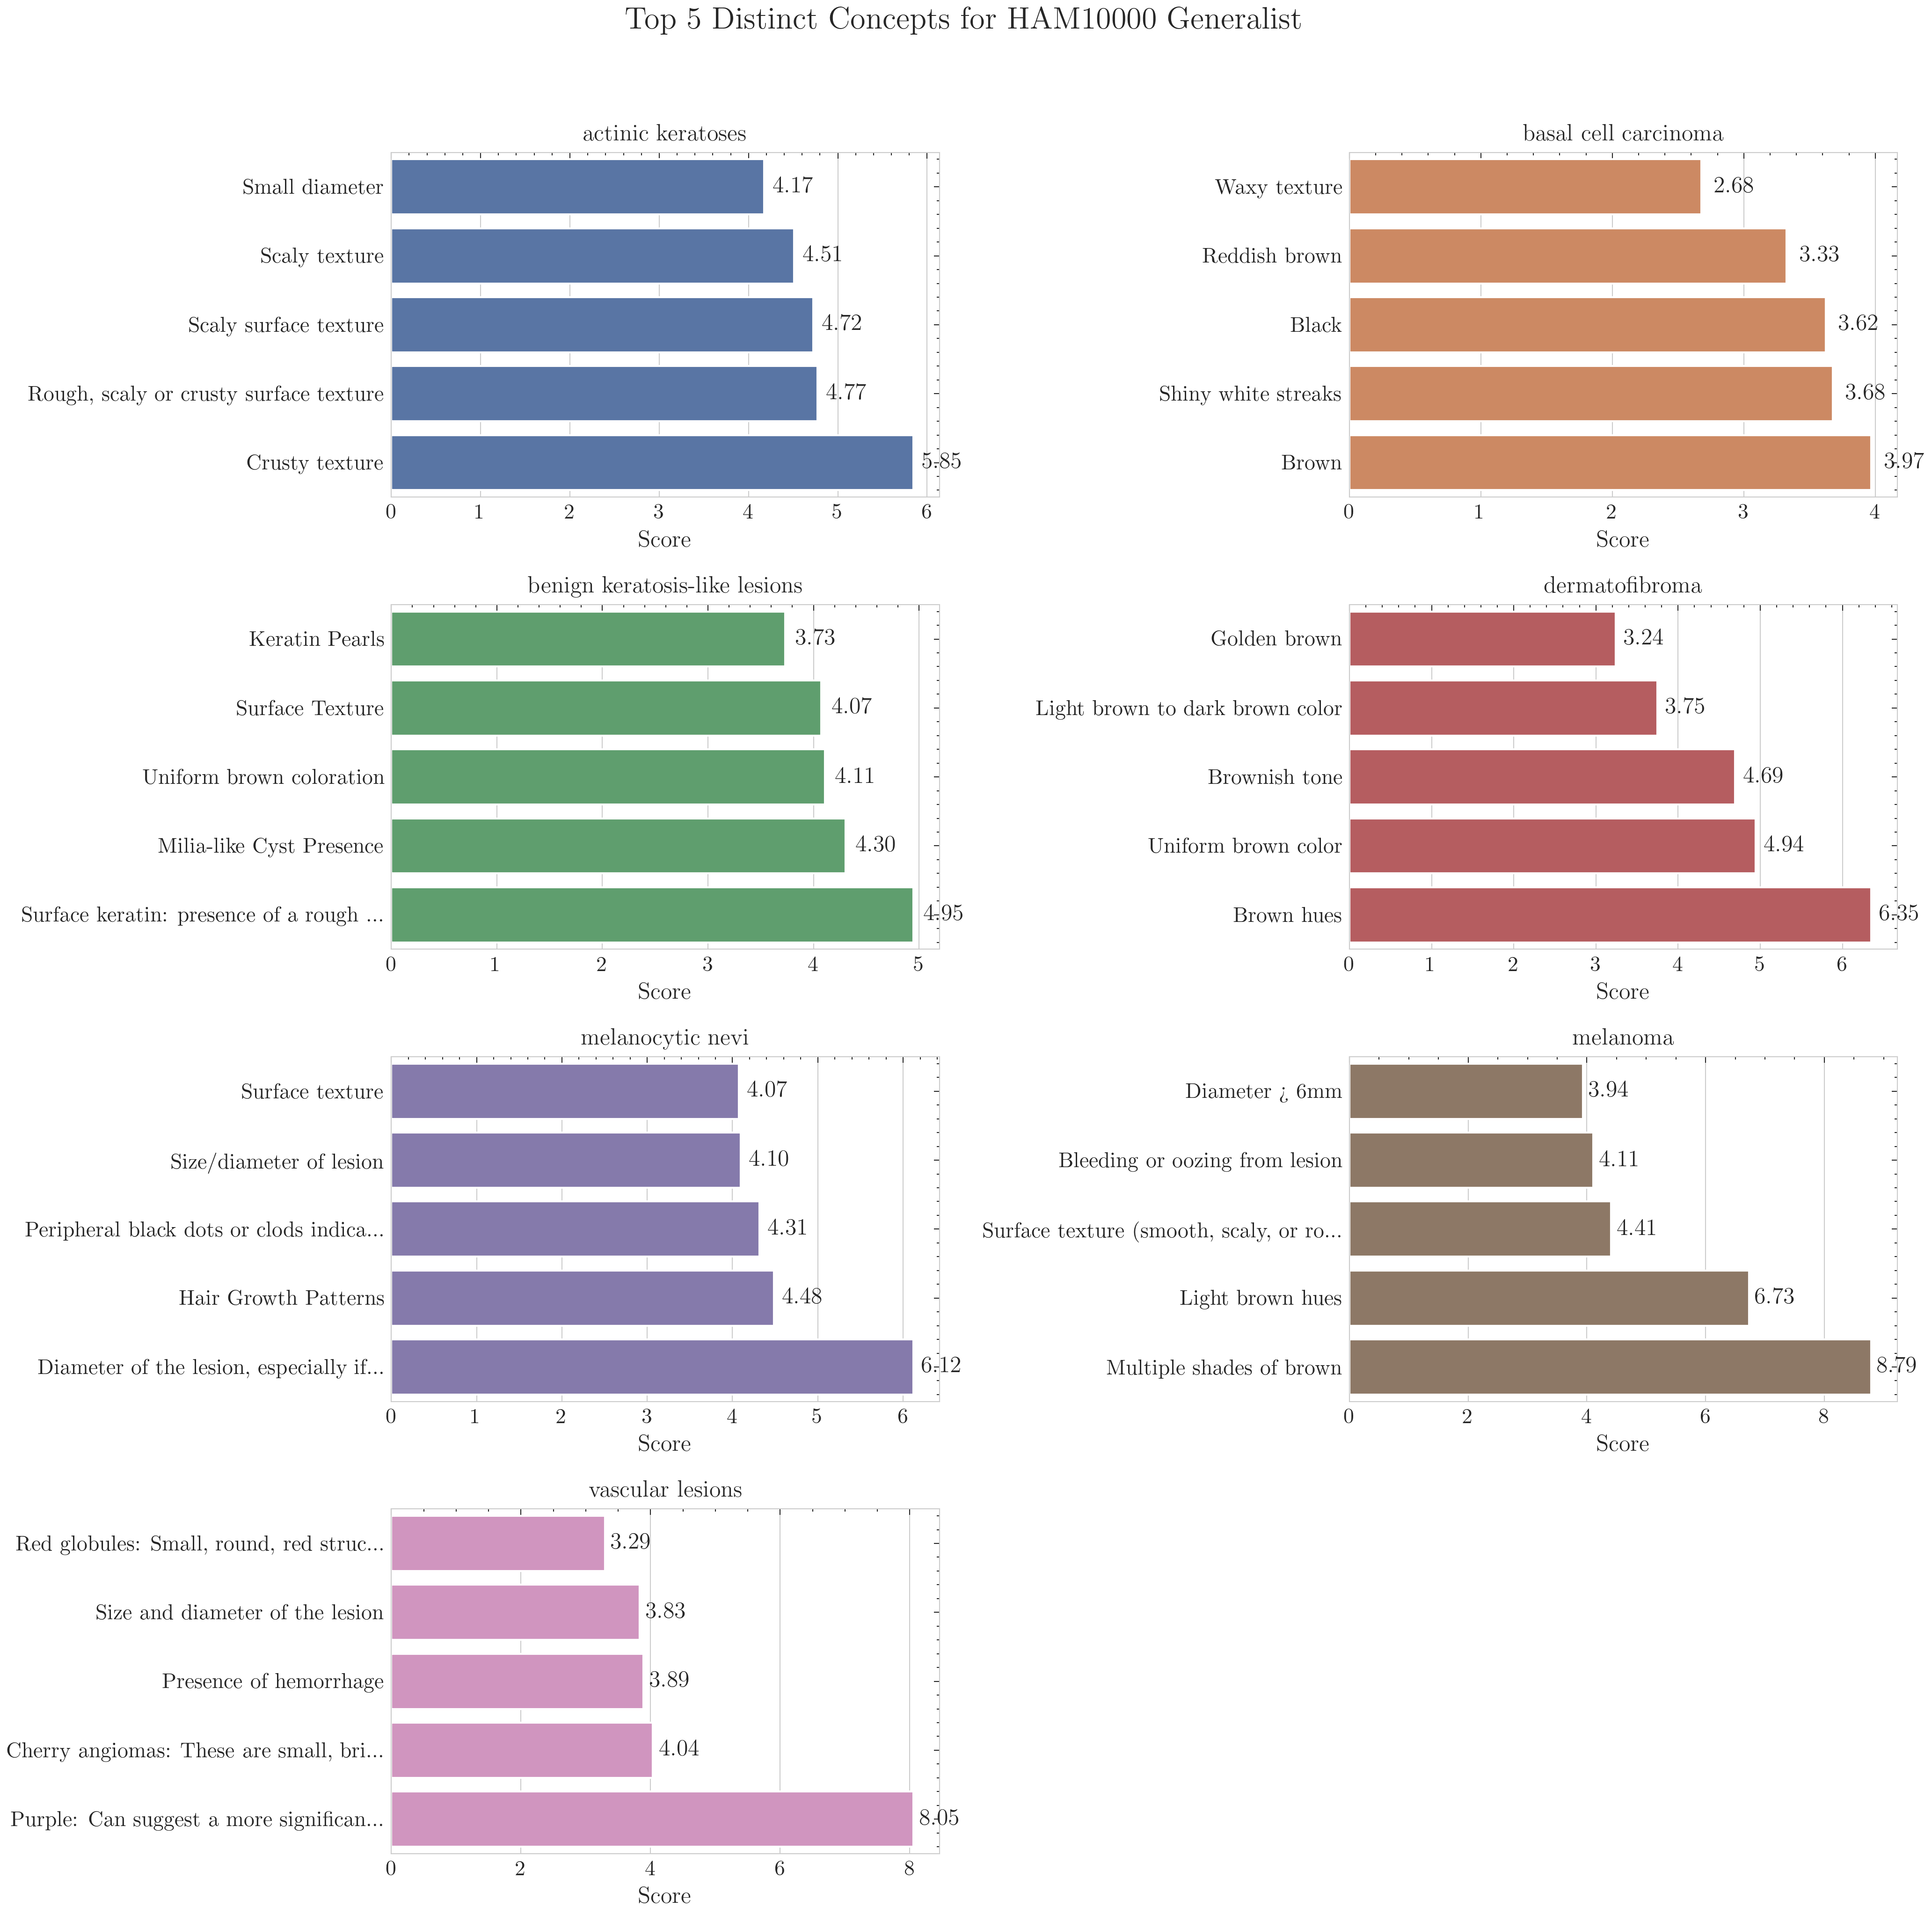 Top 5 Distinct Concepts for HAM10000 Generalist
actinic keratoses
Small diameter
4.17
Scaly texture
4.51
Scaly surface texture
4.72
Rough, scaly or crusty surface texture
4.77
Crusty texture
5.85
0 1 2 3 4 5 6
Score
basal cell carcinoma
Waxy texture
2.68
Reddish brown
3.33
Black
3.62
Shiny white streaks
3.68
Brown
3.97
0 1 2 3 4
Score
benign keratosis-like lesions
Keratin Pearls
3.73
Surface Texture
4.07
Uniform brown coloration
4.11
Milia-like Cyst Presence
4.30
Surface keratin: presence of a rough ...
4.95
0 1 2 3 4 5
Score
dermatofibroma
Golden brown
3.24
Light brown to dark brown color
3.75
Brownish tone
4.69
Uniform brown color
4.94
Brown hues
6.35
0 1 2 3 4 5 6
Score
melanocytic nevi
Surface texture
4.07
Size/diameter of lesion
4.10
Peripheral black dots or clods indica...
4.31
Hair Growth Patterns
4.48
Diameter of the lesion, especially if...
6.12
0 1 2 3 4 5 6
Score
melanoma
Diameter ¿ 6mm
3.94
Bleeding or oozing from lesion
4.11
Surface texture (smooth, scaly, or ro...
4.41
Light brown hues
6.73
Multiple shades of brown
8.79
0 2 4 6 8
Score
vascular lesions
Red globules: Small, round, red struc...
3.29
Size and diameter of the lesion
3.83
Presence of hemorrhage
3.89
Cherry angiomas: These are small, bri...
4.04
Purple: Can suggest a more significan...
8.05
0 2 4 6 8
Score